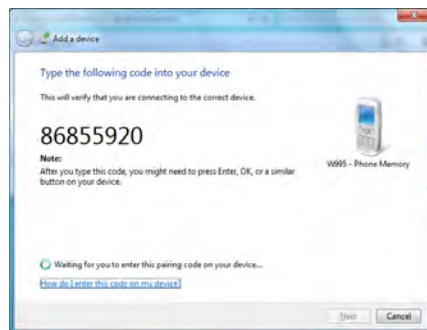 Add a device
Type the following code into your device
This will verify that you are connecting to the correct device.
86855920
Note:
After you type this code, you might need to press Enter, OK, or a similar
button on your device.
W995 - Phone Memory
Waiting for you to enter this pairing code on your device...
How do I enter this code on my device?
Next
Cancel